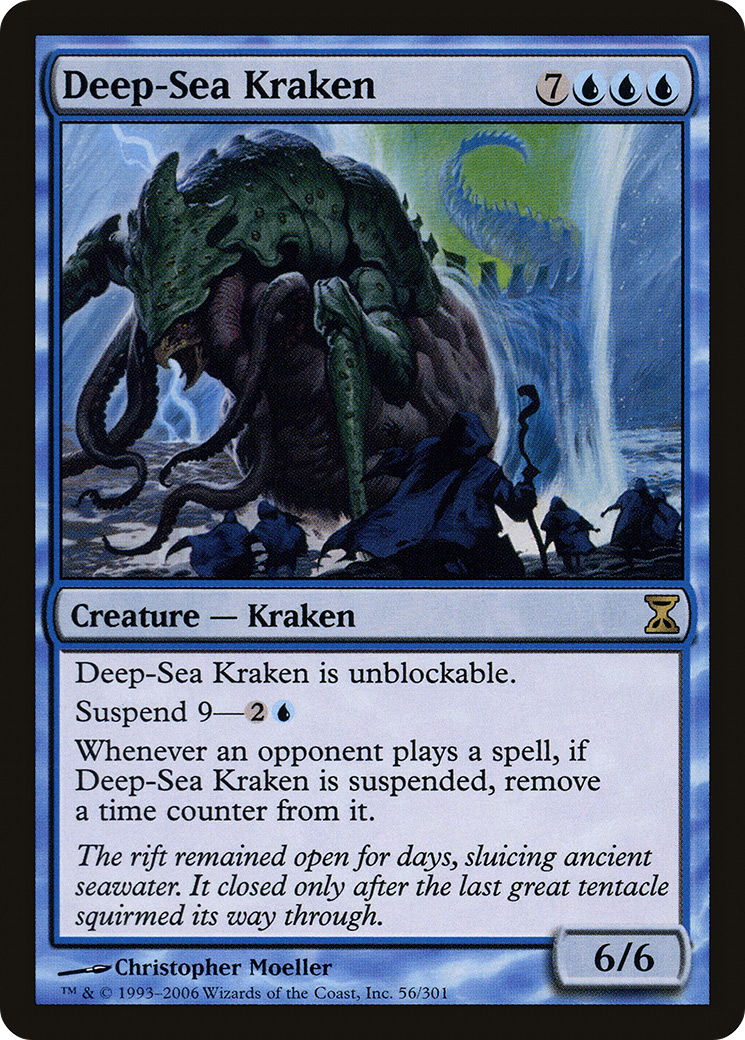 Deep-Sea Kraken
7
Creature — Kraken
Deep-Sea Kraken is unblockable.
Suspend 9—2
Whenever an opponent plays a spell, if
Deep-Sea Kraken is suspended, remove
a time counter from it.
The rift remained open for days, sluicing ancient
seawater. It closed only after the last great tentacle
squirmed its way through.
6/6
Christopher Moeller
™ & © 1993–2006 Wizards of the Coast, Inc. 56/301